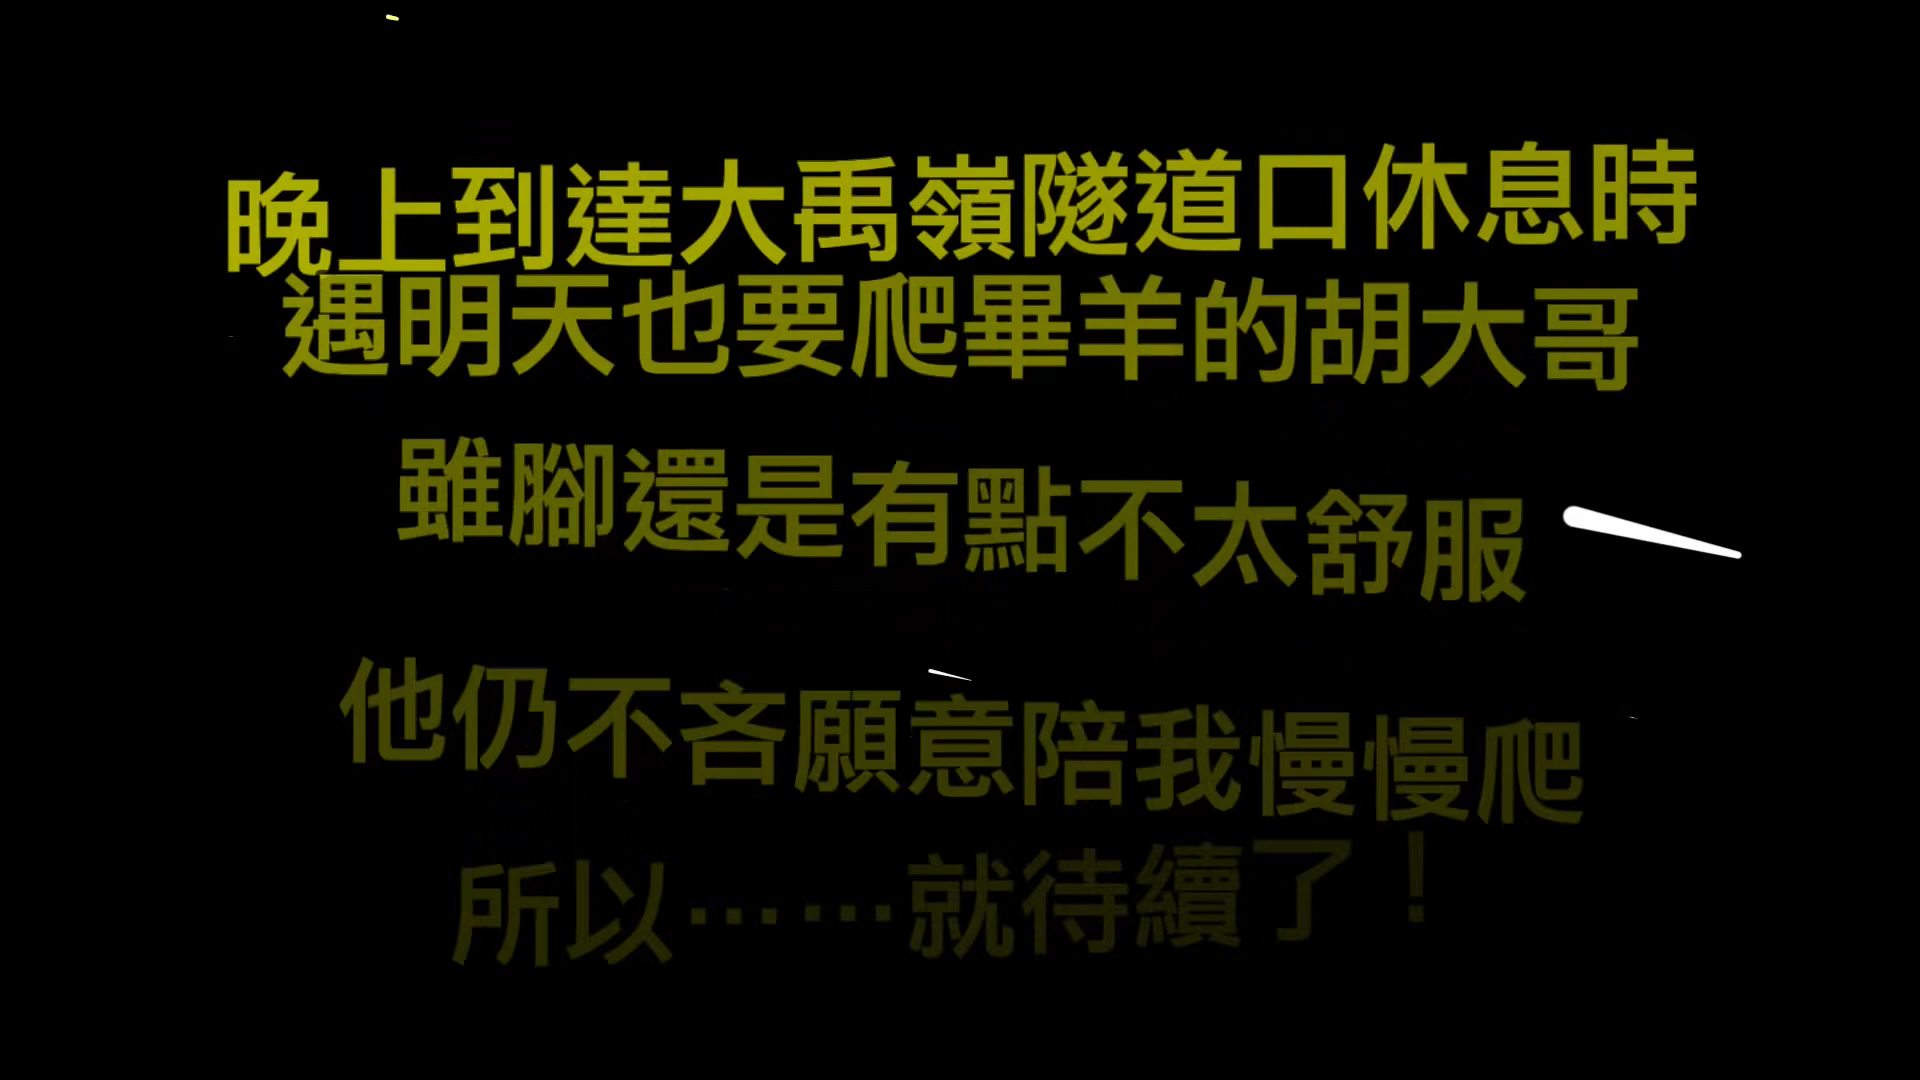 晚上到達大禹嶺隧道口休息時
遇明天也要爬畢羊的胡大哥
雖腳還是有點不太舒服
他仍不吝願意陪我慢慢爬
所以⋯⋯就待續了！